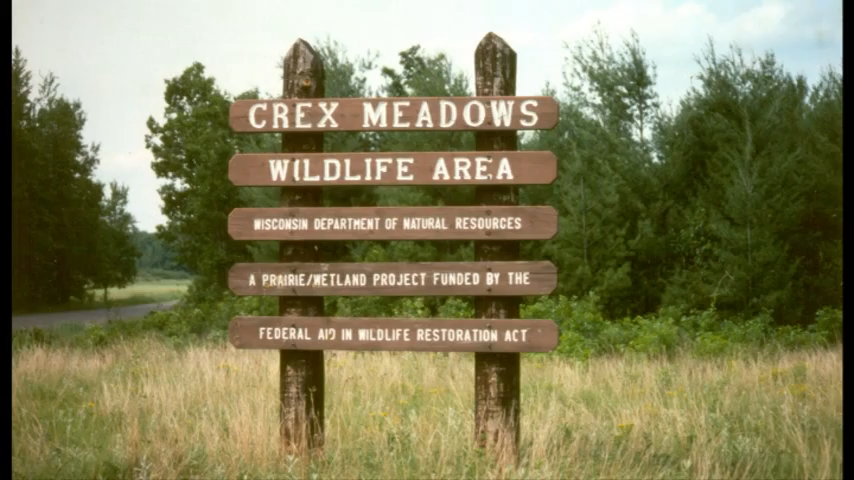 CREX MEADOWS
WILDLIFE AREA
WISCONSIN DEPARTMENT OF NATURAL RESOURCES
A PRAIRIE/WETLAND PROJECT FUNDED BY THE
FEDERAL AID IN WILDLIFE RESTORATION ACT